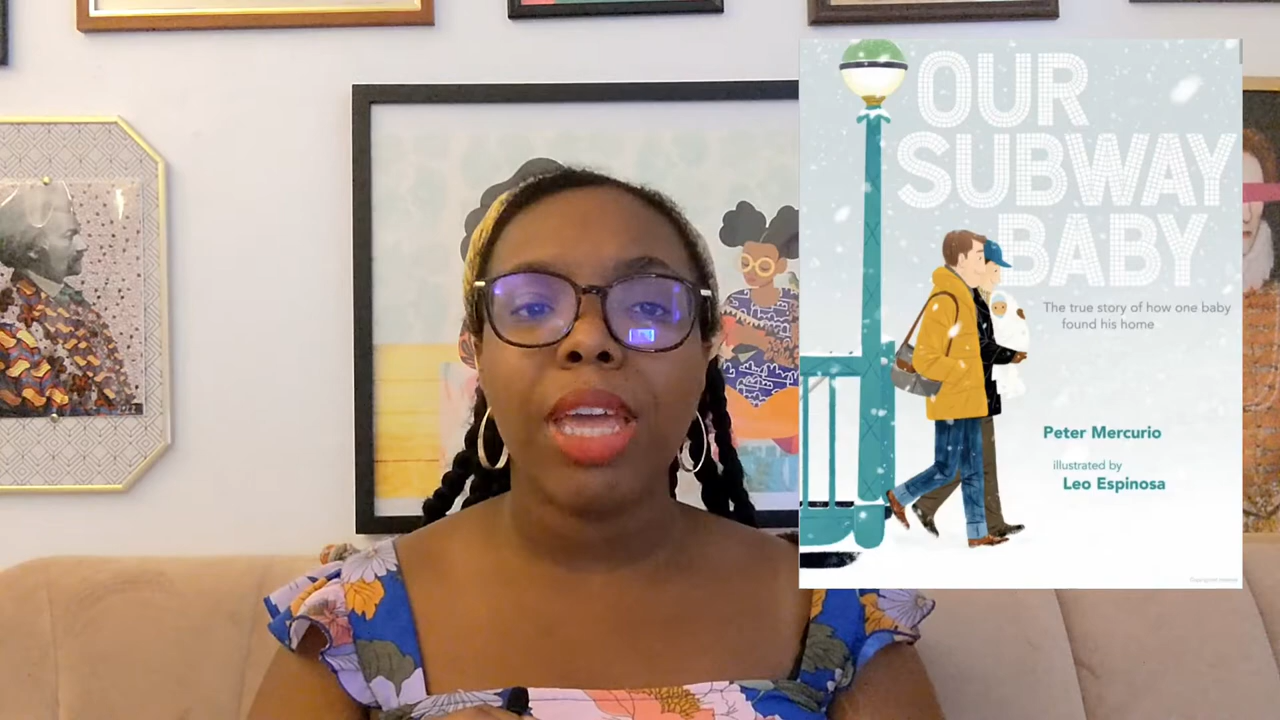 OUR
SUBWAY
BABY
The true story of how one baby
found his home
Peter Mercurio
illustrated by
Leo Espinosa